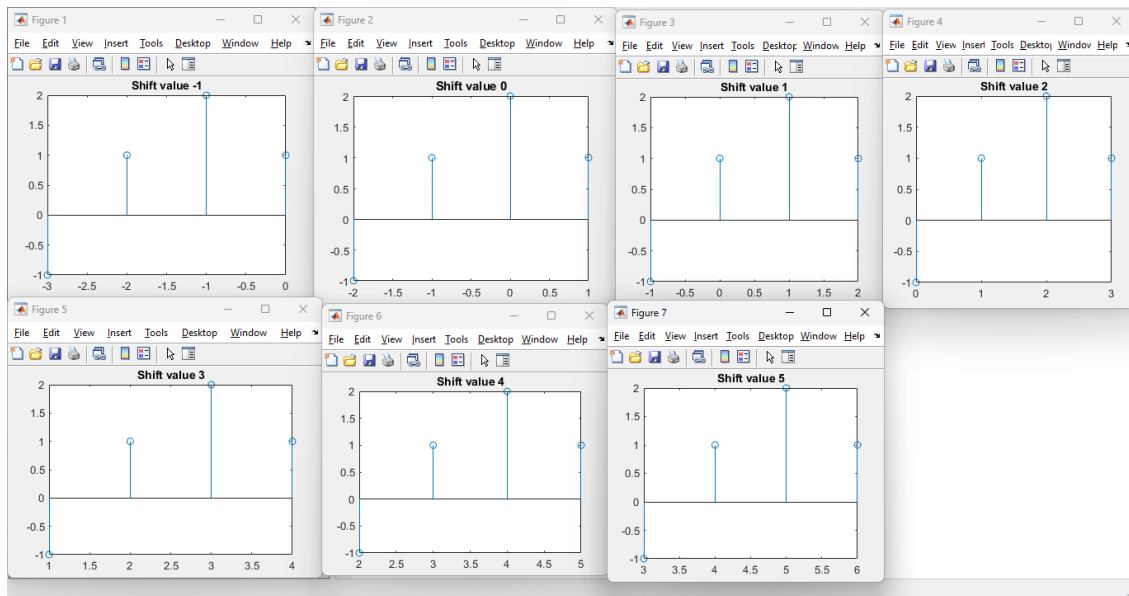 Figure 1
File Edit View Insert Tools Desktop Window Help
Shift value -1
2
1.5
1
0.5
0
-0.5
-1
-3 -2.5 -2 -1.5 -1 -0.5 0
Figure 2
File Edit View Insert Tools Desktop Window Help
Shift value 0
2
1.5
1
0.5
0
-0.5
-1
-2 -1 -1 0 0 1 1
Figure 3
File Edit View Insert Tools Desktop Window Help
Shift value 1
2
1.5
1
0.5
0
-0.5
-1
-1 -0.5 0 0.5 1 1.5 2
Figure 4
File Edit View Insert Tools Desktop Window Help
Shift value 2
2
1.5
1
0.5
0
-0.5
-1
0 1 2 3
Figure 5
File Edit View Insert Tools Desktop Window Help
Shift value 3
2
1.5
1
0.5
0
-0.5
-1
1 1.5 2 2.5 3 3.5 4
Figure 6
File Edit View Insert Tools Desktop Window Help
Shift value 4
2
1.5
1
0.5
0
-0.5
-1
2 2.5 3 3.5 4 4.5 5
Figure 7
File Edit View Insert Tools Desktop Window Help
Shift value 5
2
1.5
1
0.5
0
-0.5
-1
3 3.5 4 4.5 5 5.5 6